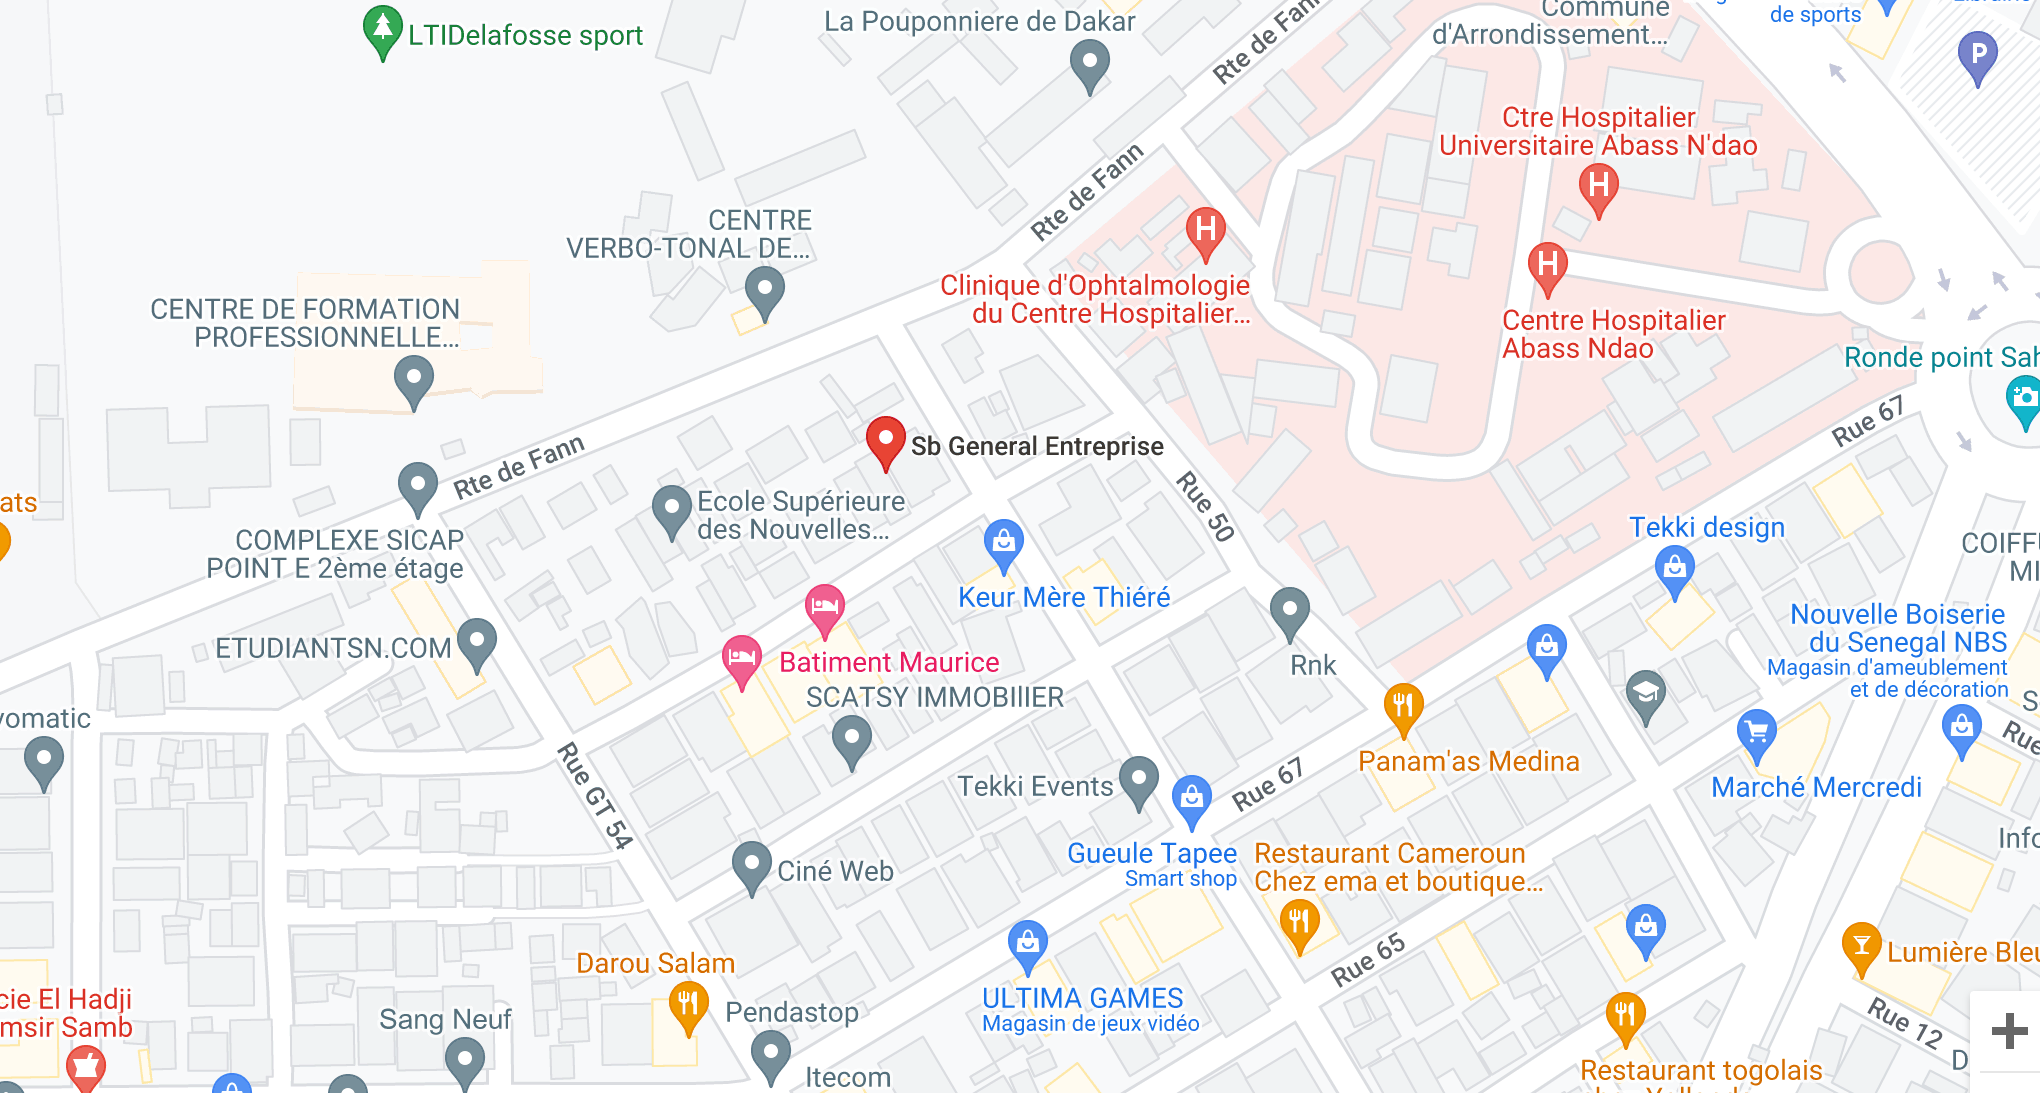 La Pouponniere de Dakar
LTIDelafosse sport
Rte de Fann
Commune
d'Arrondissement...
de sports
P
Ctre Hospitalier
Universitaire Abass N'dao
H
Rte de Fann
H
H
CENTRE
VERBO-TONAL DE...
Clinique d'Ophtalmologie
du Centre Hospitalier...
Centre Hospitalier
Abass Ndao
CENTRE DE FORMATION
PROFESSIONNELLE...
Ronde point Sah
Rue 67
Rte de Fann
Sb General Entreprise
Ecole Supérieure
des Nouvelles...
Rue 50
ats
COMPLEXE SICAP
POINT E 2ème étage
Tekki design
COIFFU
MI
Keur Mère Thiéré
ETUDIANTSN.COM
Batiment Maurice
SCATSY IMMOBIlIER
Rnk
Nouvelle Boiserie
du Senegal NBS
Magasin d'ameublement
et de décoration
yomatic
Rue
Rue GT 54
Tekki Events
Rue 67
Panam'as Medina
Marché Mercredi
Gueule Tapee
Smart shop
Restaurant Cameroun
Chez ema et boutique...
Info
Ciné Web
Rue 65
Lumière Bleu
Darou Salam
ULTIMA GAMES
Magasin de jeux vidéo
cie El Hadji
msir Samb
Sang Neuf
Pendastop
Rue 12
D
Itecom
Restaurant togolais